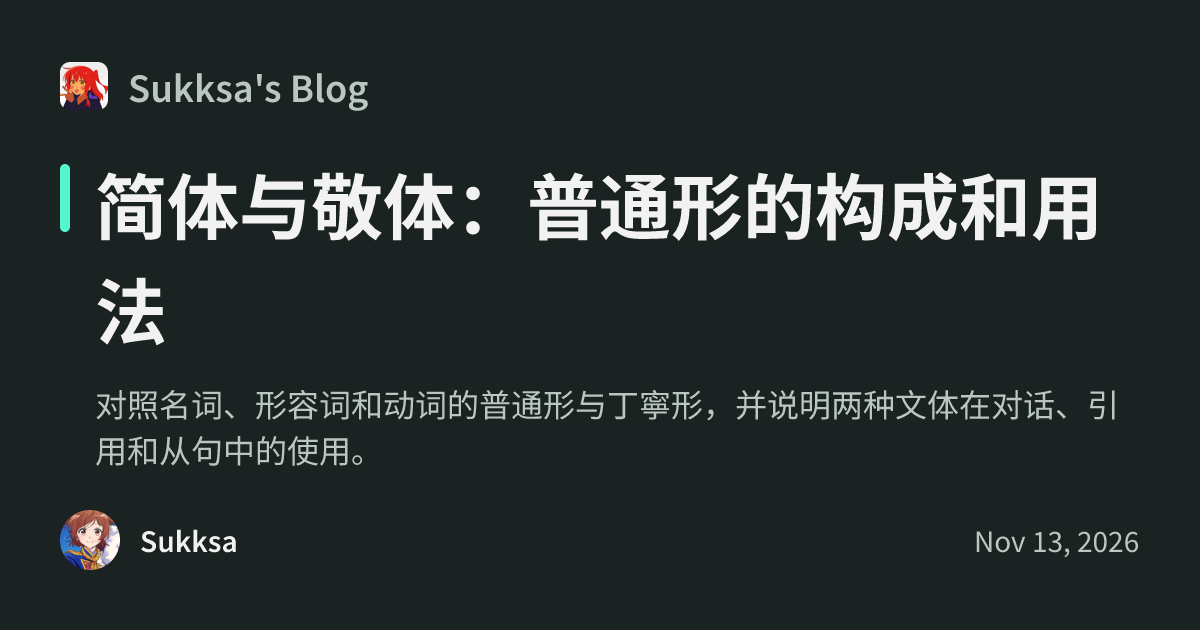 Sukksa's Blog
简体与敬体：普通形的构成和用
法
对照名词、形容词和动词的普通形与丁寧形，并说明两种文体在对话、引
用和从句中的使用。
Sukksa
Nov 13, 2026